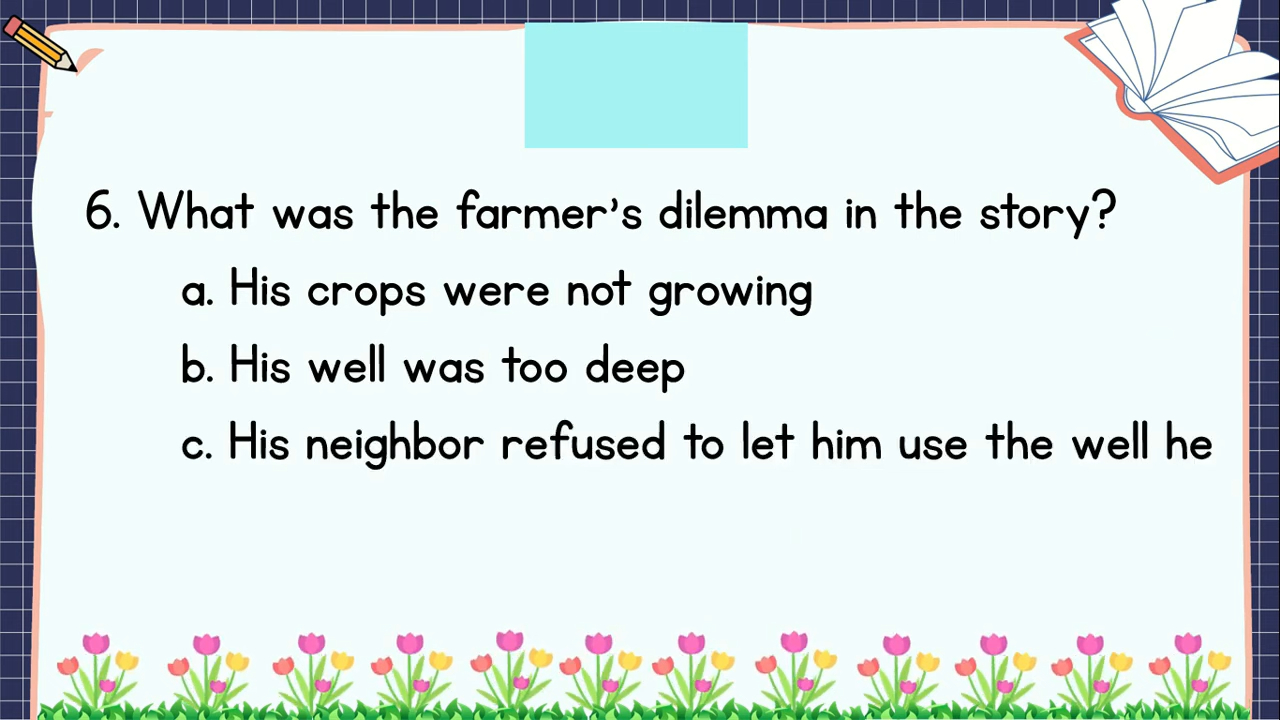 6. What was the farmer's dilemma in the story?
a. His crops were not growing
b. His well was too deep
c. His neighbor refused to let him use the well he